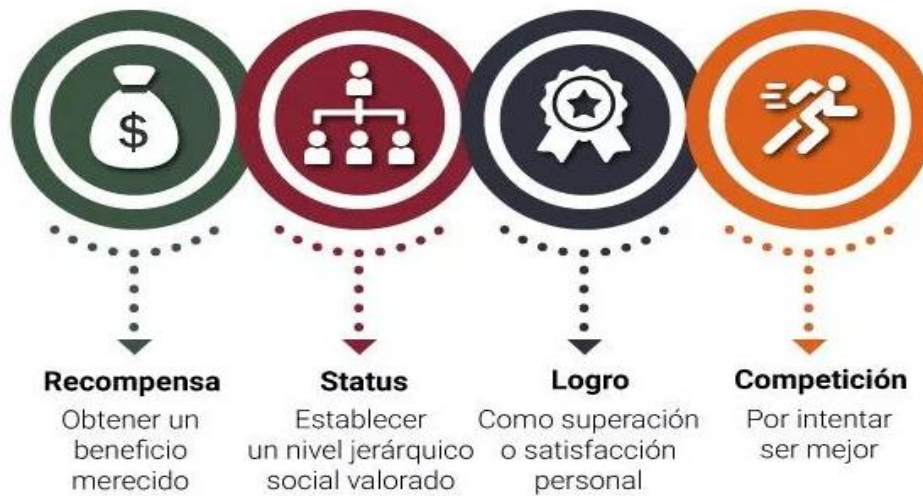 $
Recompensa
Obtener un
beneficio
merecido
Status
Establecer
un nivel jerárquico
social valorado
Logro
Como superación
o satisfacción
personal
Competición
Por intentar
ser mejor